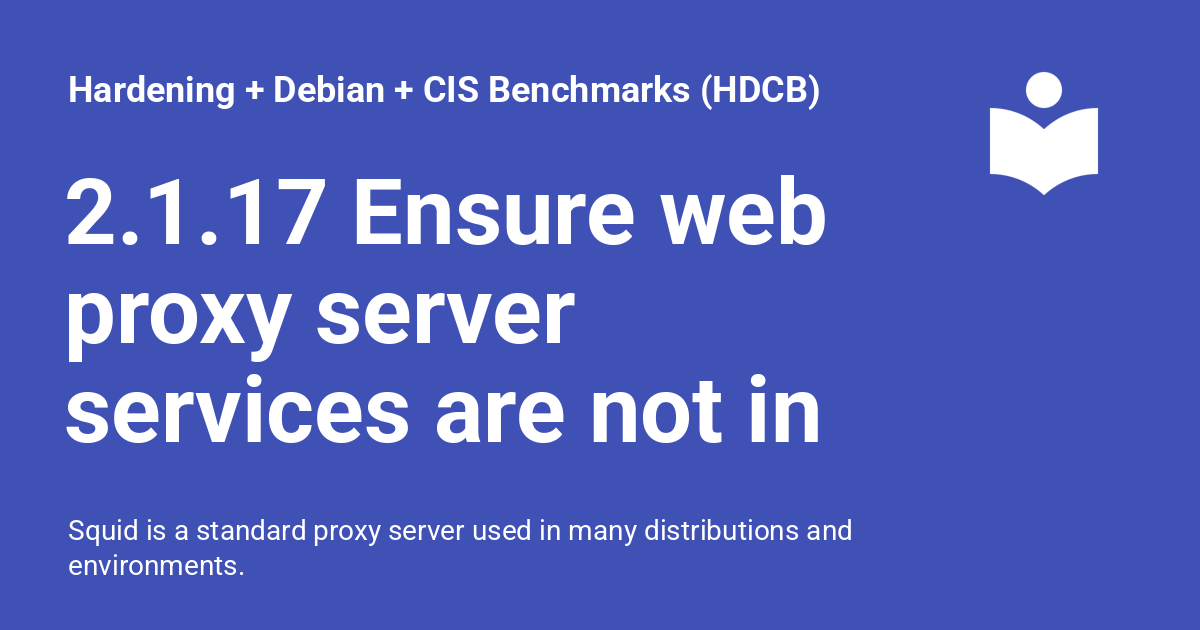 Hardening + Debian + CIS Benchmarks (HDCB)
2.1.17 Ensure web
proxy server
services are not in
Squid is a standard proxy server used in many distributions and
environments.